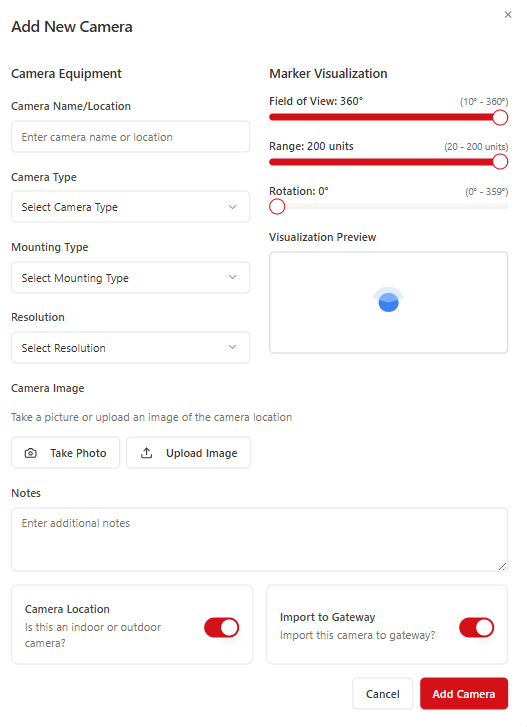 Add New Camera
Camera Equipment
Camera Name/Location
Enter camera name or location
Camera Type
Select Camera Type
Mounting Type
Select Mounting Type
Resolution
Select Resolution
Marker Visualization
Field of View: 360° (10° - 360°)
Range: 200 units (20 - 200 units)
Rotation: 0° (0° - 359°)
Visualization Preview
Camera Image
Take a picture or upload an image of the camera location
Take Photo
Upload Image
Notes
Enter additional notes
Camera Location
Is this an indoor or outdoor
camera?
Import to Gateway
Import this camera to gateway?
Cancel
Add Camera